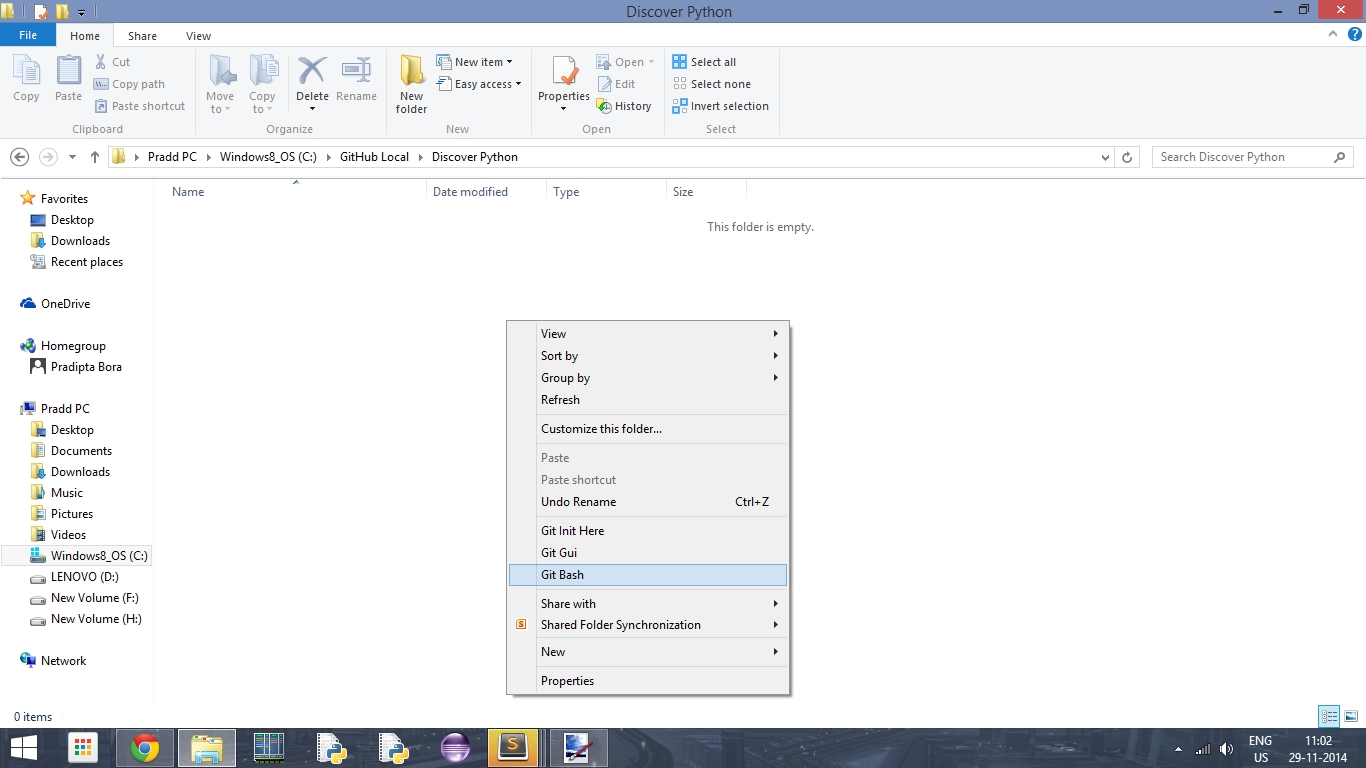 Discover Python
File Home Share View
Copy
Paste
Cut
Copy path
Paste shortcut
Clipboard
Move to
Copy to
Delete
Rename
Organize
New folder
New item
Easy access
New
Properties
Open
Edit
History
Open
Select all
Select none
Invert selection
Select
Pradd PC Windows8_OS (C:) GitHub Local Discover Python
Search Discover Python
Name Date modified Type Size
This folder is empty.
Favorites
Desktop
Downloads
Recent places
OneDrive
Homegroup
Pradipta Bora
Pradd PC
Desktop
Documents
Downloads
Music
Pictures
Videos
Windows8_OS (C:)
LENOVO (D:)
New Volume (F:)
New Volume (H:)
Network
View
Sort by
Group by
Refresh
Customize this folder...
Paste
Paste shortcut
Undo Rename Ctrl+Z
Git Init Here
Git Gui
Git Bash
Share with
S Shared Folder Synchronization
New
Properties
0 items
S
ENG
US
11:02
29-11-2014